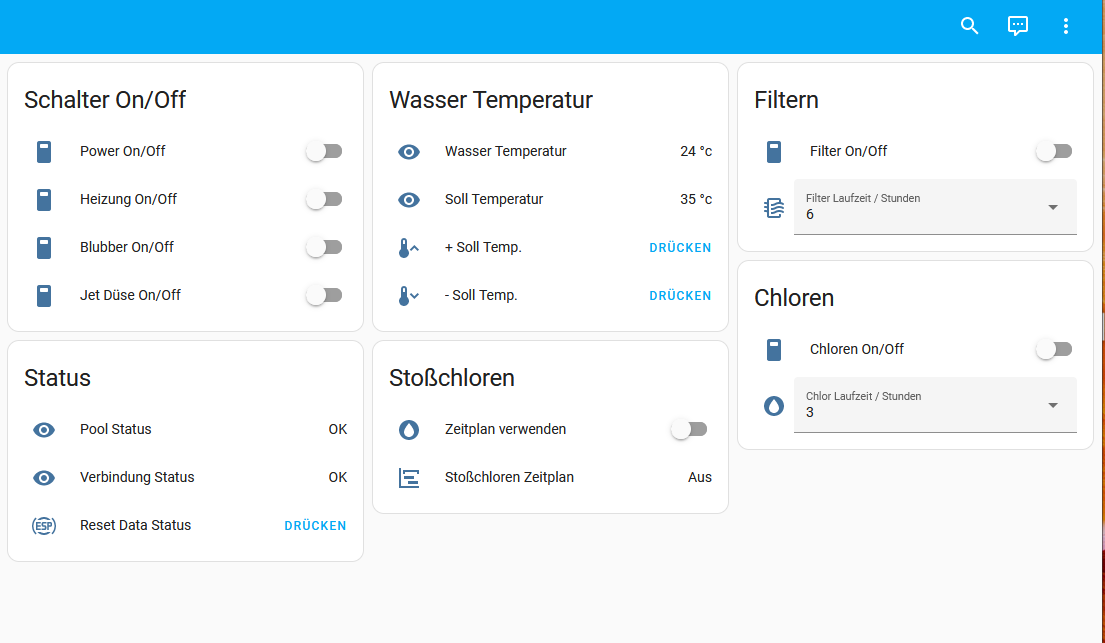 Schalter On/Off
Power On/Off
Heizung On/Off
Blubber On/Off
Jet Düse On/Off
Status
Pool Status OK
Verbindung Status OK
ESP Reset Data Status DRÜCKEN
Wasser Temperatur
Wasser Temperatur 24 °c
Soll Temperatur 35 °c
+ Soll Temp. DRÜCKEN
- Soll Temp. DRÜCKEN
Stoßchloren
Zeitplan verwenden
Stoßchloren Zeitplan Aus
Filtern
Filter On/Off
Filter Laufzeit / Stunden
6
Chloren
Chloren On/Off
Chlor Laufzeit / Stunden
3